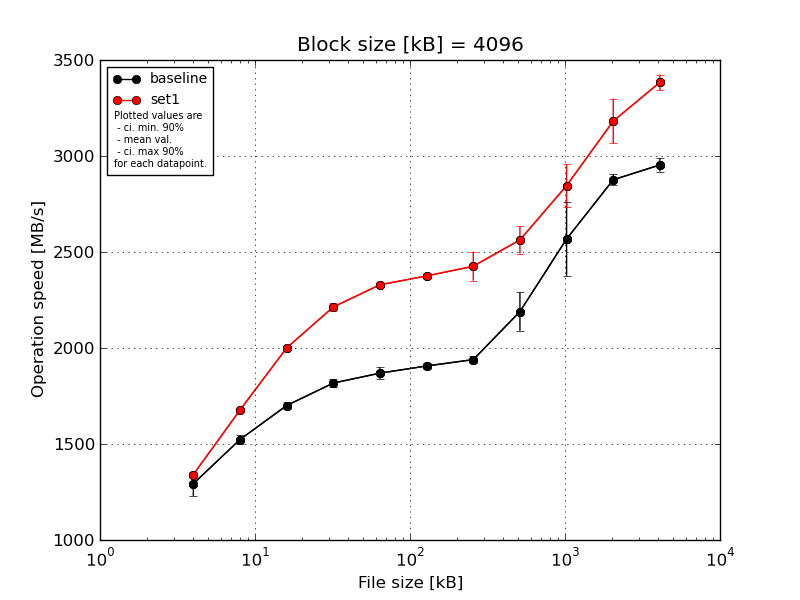 Block size [kB] = 4096
3500
3000
2500
2000
1500
1000
Operation speed [MB/s]
baseline
set1
Plotted values are
- ci. min. 90%
- mean val.
- ci. max 90%
for each datapoint.
10^0 10^1 10^2 10^3 10^4
File size [kB]